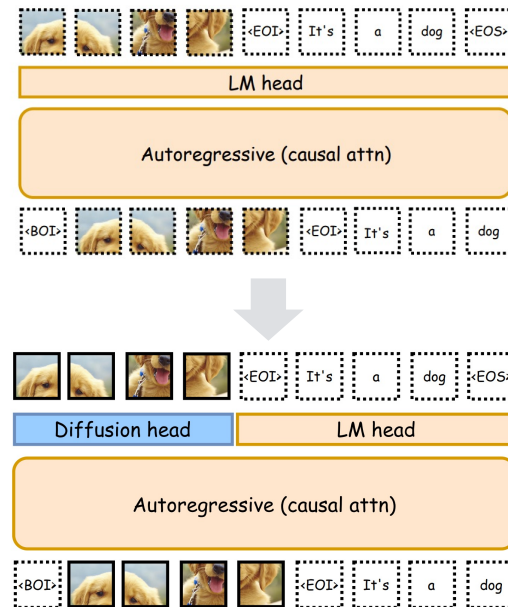 <EOI> It's a dog <EOS>
LM head
Autoregressive (causal attn)
<BOI> <EOI> It's a dog
<EOI> It's a dog <EOS>
Diffusion head LM head
Autoregressive (causal attn)
<BOI> <EOI> It's a dog